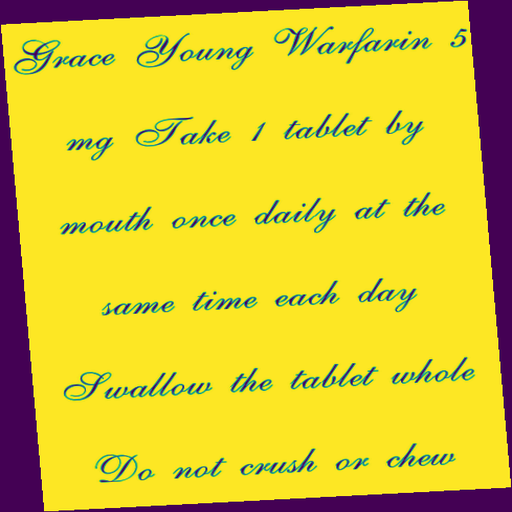 Grace Young Warfarin 5
mg Take 1 tablet by
mouth once daily at the
same time each day
Swallow the tablet whole
Do not crush or chew